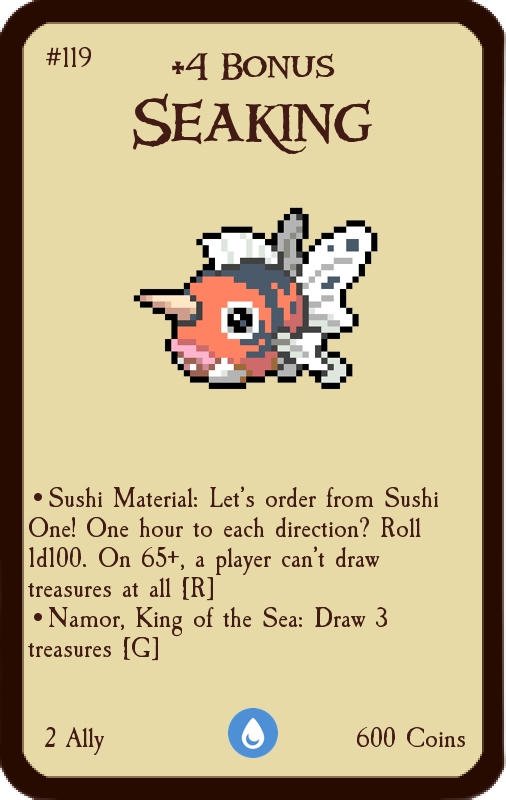 #119
+4 Bonus
Seaking
•Sushi Material: Let's order from Sushi
One! One hour to each direction? Roll
1d100. On 65+, a player can't draw
treasures at all [R]
•Namor, King of the Sea: Draw 3
treasures [G]
2 Ally
600 Coins